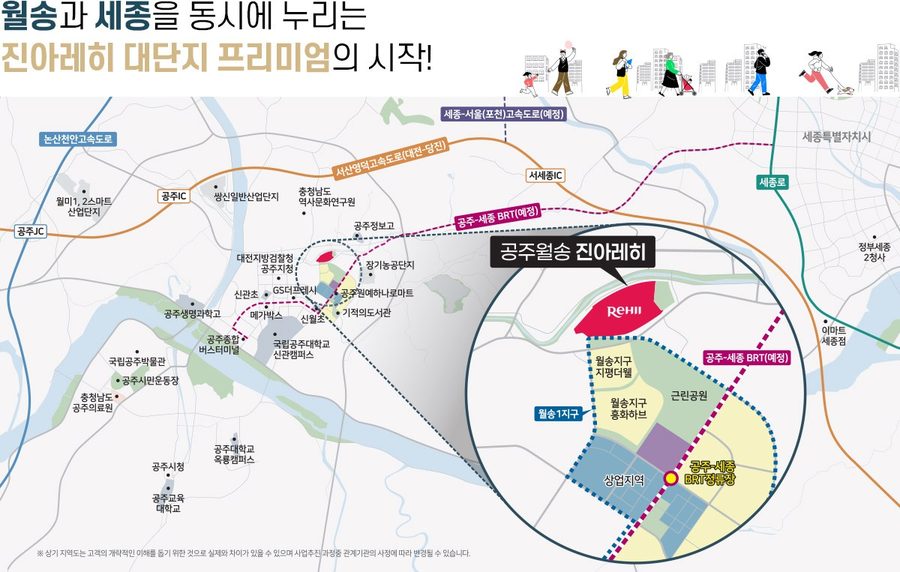 월송과 세종을 동시에 누리는
진아레히 대단지 프리미엄의 시작!
논산천안고속도로
세종-서울(포천)고속도로(예정)
세종특별자치시
서산영덕고속도로(대전-당진)
서세종IC
세종로
월미1, 2스마트
산업단지
공주IC
쌍신일반산업단지
충청남도
역사문화연구원
공주-세종 BRT(예정)
공주JC
공주정보고
정부세종
2청사
공주월송 진아레히
대전지방검찰청
공주지청
장기농공단지
신관초
GS더프레시
공주원예하나로마트
공주생명과학고
메가박스
신월초
기적의도서관
ReHII
이마트
세종점
공주종합
버스터미널
국립공주대학교
신관캠퍼스
공주-세종 BRT(예정)
국립공주박물관
월송지구
지평더웰
공주시민운동장
근린공원
충청남도
공주의료원
월송지구
흥화하브
월송1지구
공주대학교
옥룡캠퍼스
공주시청
상업지역
공주-세종
BRT정류장
공주교육
대학교
※ 상기 지역도는 고객의 개략적인 이해를 돕기 위한 것으로 실제와 차이가 있을 수 있으며 사업추진 과정중 관계기관의 사정에 따라 변경될 수 있습니다.